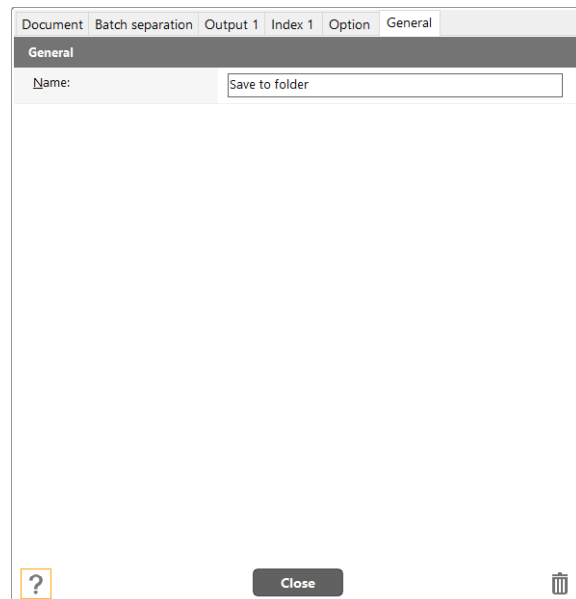 Document Batch separation Output 1 Index 1 Option General
General
Name: Save to folder
? Close